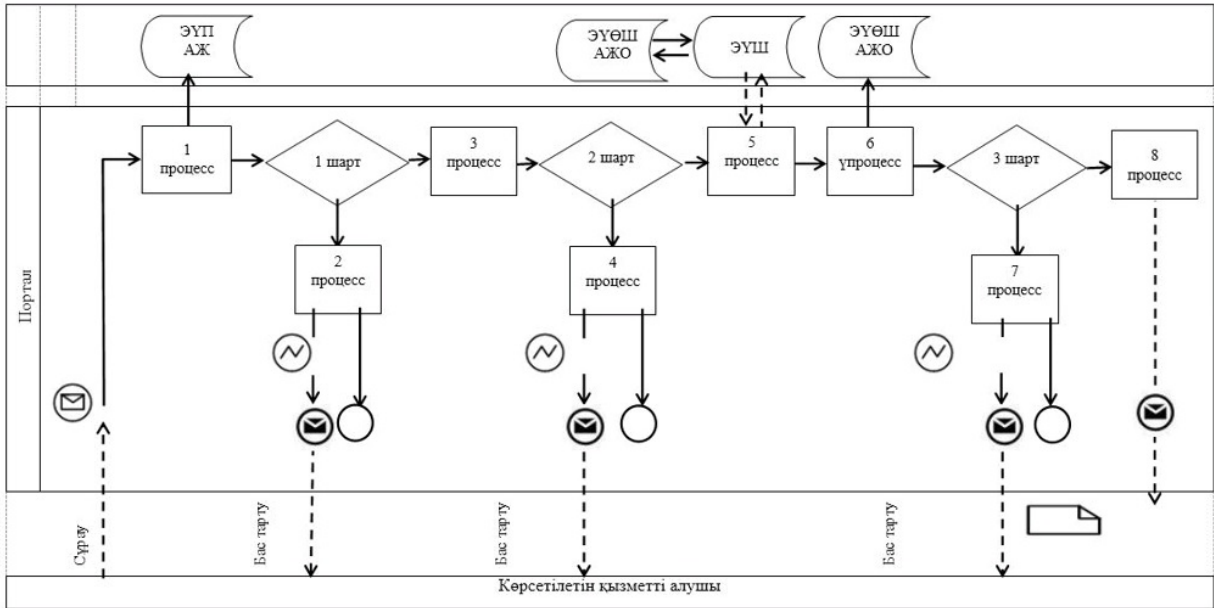 ЭҮП
АЖ
ЭҮӨШ
АЖО
ЭҮШ
ЭҮӨШ
АЖО
1
процесс
1 шарт
3
процесс
2 шарт
5
процесс
6
үпроцесс
3 шарт
8
процесс
2
процесс
4
процесс
7
процесс
Портал
Сұрау
Бас тарту
Бас тарту
Бас тарту
Көрсетілетін қызметті алушы